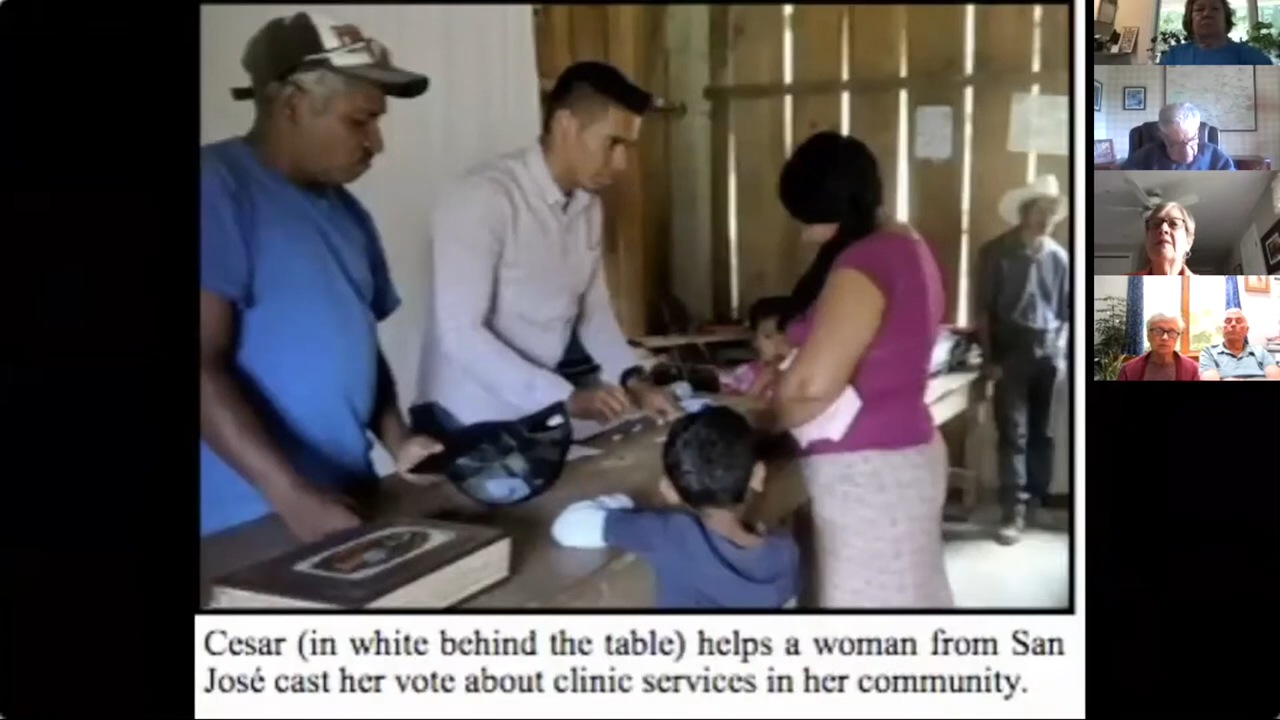 Cesar (in white behind the table) helps a woman from San
José cast her vote about clinic services in her community.